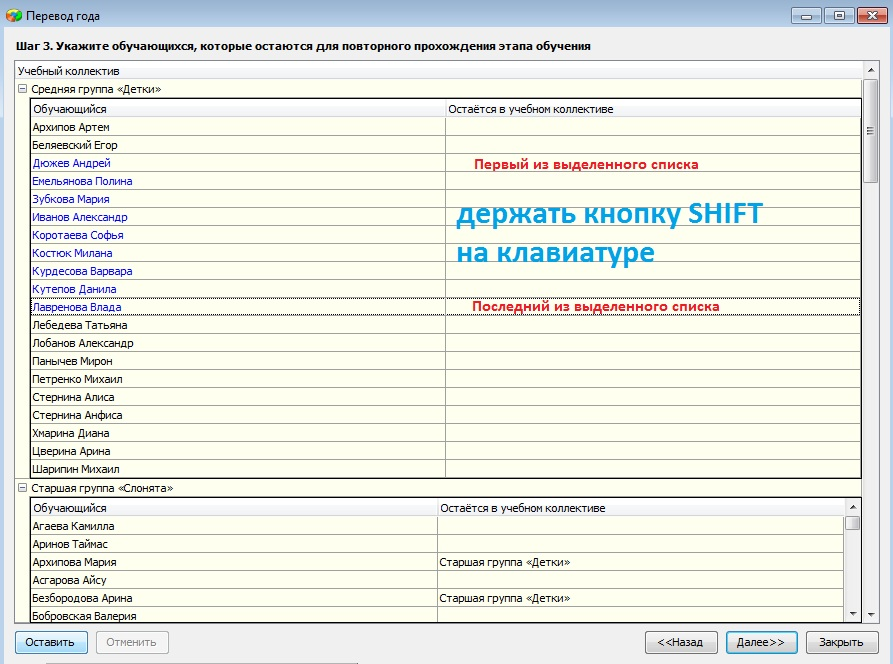 Перевод года
Шаг 3. Укажите обучающихся, которые остаются для повторного прохождения этапа обучения
Учебный коллектив
Средняя группа «Детки»
Обучающийся Остаётся в учебном коллективе
Архипов Артем
Беляевский Егор
Дюжев Андрей Первый из выделенного списка
Емельянова Полина
Зубкова Мария
держать кнопку SHIFT
Иванов Александр
Коротаева Софья
на клавиатуре
Костюк Милана
Курдесова Варвара
Кутепов Данила
Лавренова Влада Последний из выделенного списка
Лебедева Татьяна
Лобанов Александр
Панычев Мирон
Петренко Михаил
Стернина Алиса
Стернина Анфиса
Хмарина Диана
Цверина Арина
Шарипин Михаил
Старшая группа «Слонята»
Обучающийся Остаётся в учебном коллективе
Агаева Камилла
Аринов Таймас
Архипова Мария Старшая группа «Детки»
Асгарова Айсу
Безбородова Арина Старшая группа «Детки»
Бобровская Валерия
Оставить Отменить <<Назад Далее>> Закрыть